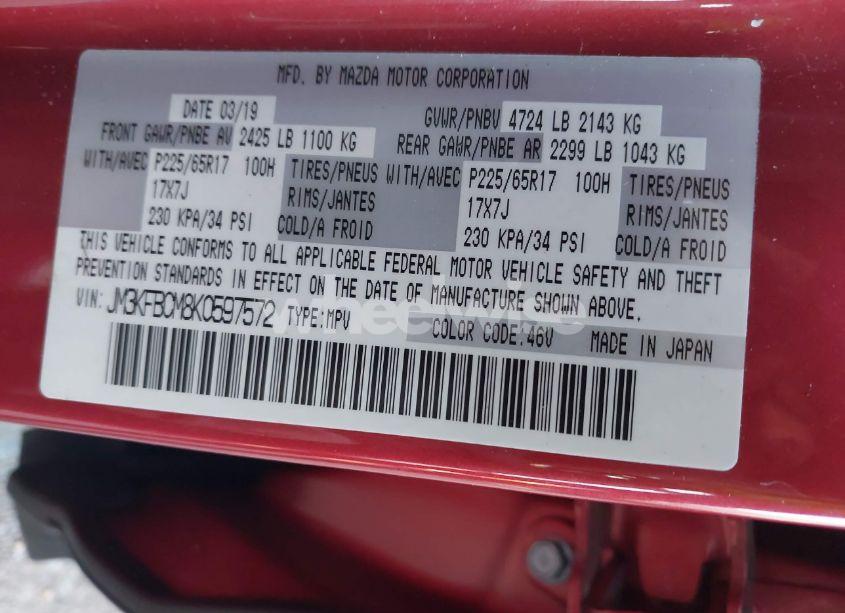 MFD. BY MAZDA MOTOR CORPORATION
DATE 03/19 GVWR/PNBV 4724 LB 2143 KG
FRONT GAWR/PNBE AV 2425 LB 1100 KG REAR GAWR/PNBE AR 2299 LB 1043 KG
WITH/AVEC P225/65R17 100H TIRES/PNEUS WITH/AVEC P225/65R17 100H TIRES/PNEUS
17X7J RIMS/JANTES 17X7J RIMS/JANTES
230 KPA/34 PSI COLD/A FROID 230 KPA/34 PSI COLD/A FROID
THIS VEHICLE CONFORMS TO ALL APPLICABLE FEDERAL MOTOR VEHICLE SAFETY AND THEFT
PREVENTION STANDARDS IN EFFECT ON THE DATE OF MANUFACTURE SHOWN ABOVE.
VIN: JM3KFBCM8K0597572 TYPE:MPV
COLOR CODE:46V MADE IN JAPAN
wheelwise